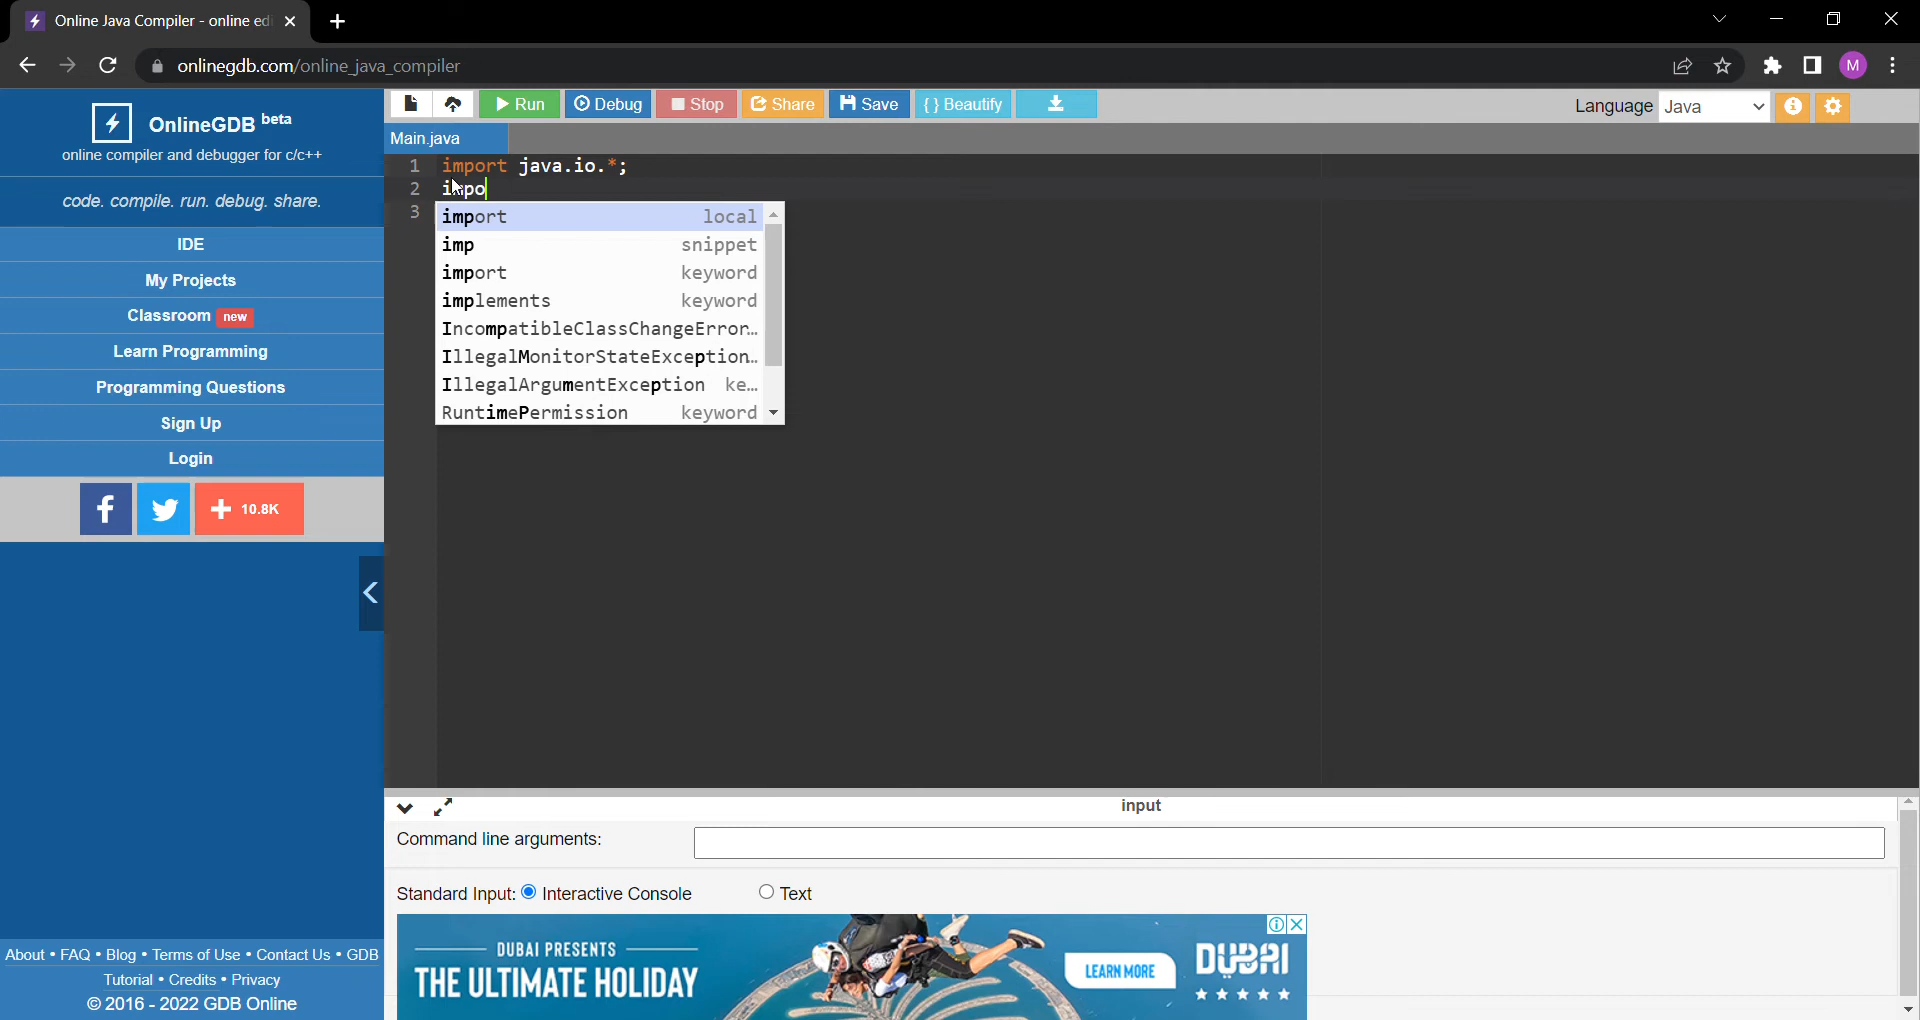 Online Java Compiler - online edi
onlinegdb.com/online_java_compiler
M
OnlineGDB beta
online compiler and debugger for c/c++
code. compile. run. debug. share.
IDE
My Projects
Classroom new
Learn Programming
Programming Questions
Sign Up
Login
f
+ 10.8K
About • FAQ • Blog • Terms of Use • Contact Us • GDB
Tutorial • Credits • Privacy
© 2016 - 2022 GDB Online
Run Debug Stop Share Save {} Beautify
Language Java
Main.java
1 import java.io.*;
2 impo
3
import local
imp snippet
import keyword
implements keyword
IncompatibleClassChangeError…
IllegalMonitorStateException…
IllegalArgumentException ke…
RuntimePermission keyword
input
Command line arguments:
Standard Input: Interactive Console Text
DUBAI PRESENTS
THE ULTIMATE HOLIDAY
LEARN MORE
DUBAI